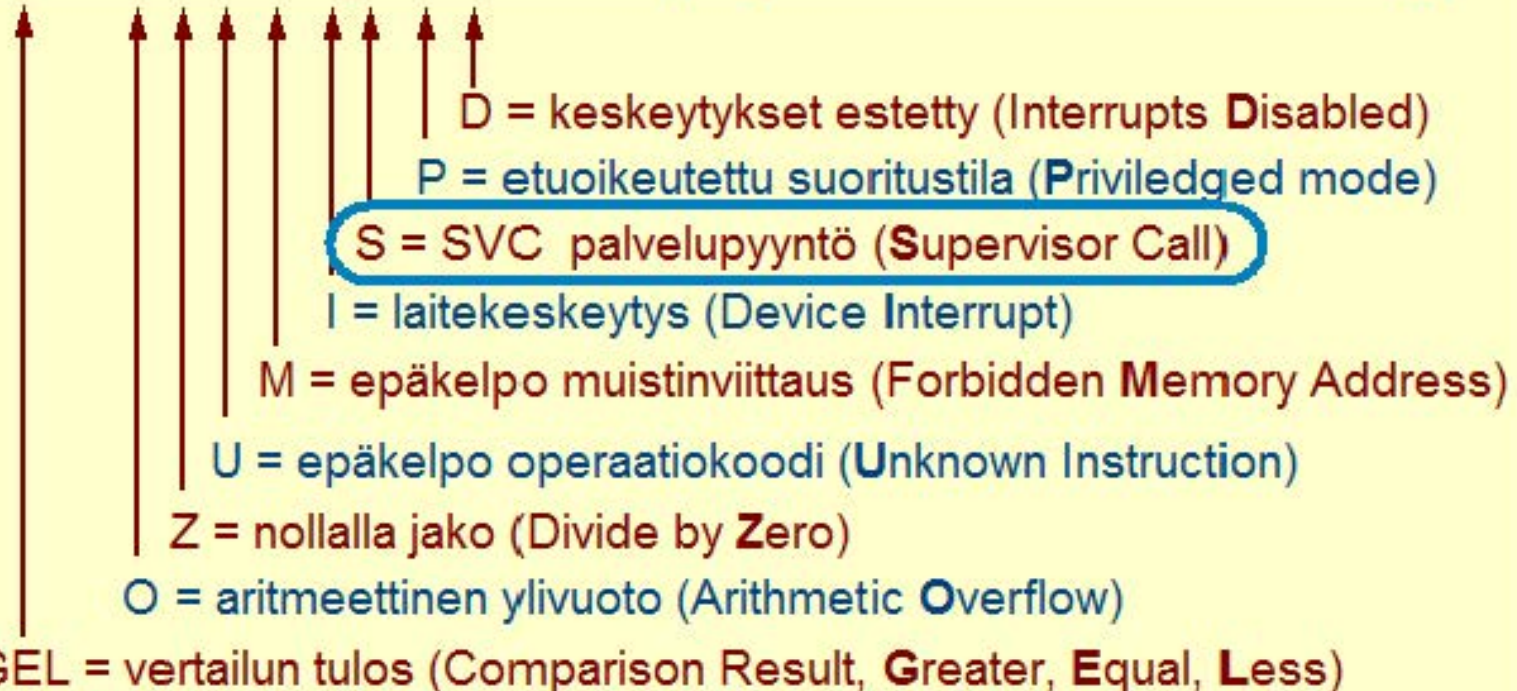 D = keskeytykset estetty (Interrupts Disabled)
P = etuoikeutettu suoritustila (Priviledged mode)
S = SVC palvelupyyntö (Supervisor Call)
I = laitekeskeytys (Device Interrupt)
M = epäkelpo muistinviittaus (Forbidden Memory Address)
U = epäkelpo operaatiokoodi (Unknown Instruction)
Z = nollalla jako (Divide by Zero)
O = aritmeettinen ylivuoto (Arithmetic Overflow)
GEL = vertailun tulos (Comparison Result, Greater, Equal, Less)